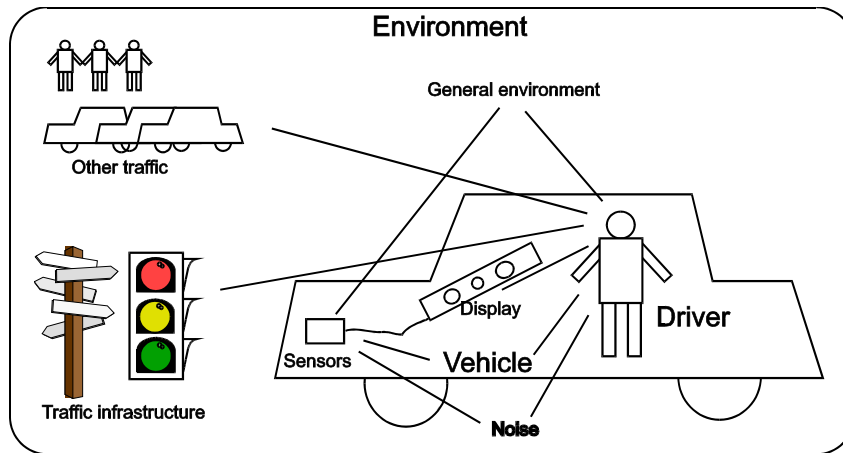 Environment
General environment
Other traffic
Display
Driver
Sensors
Vehicle
Traffic infrastructure
Noise